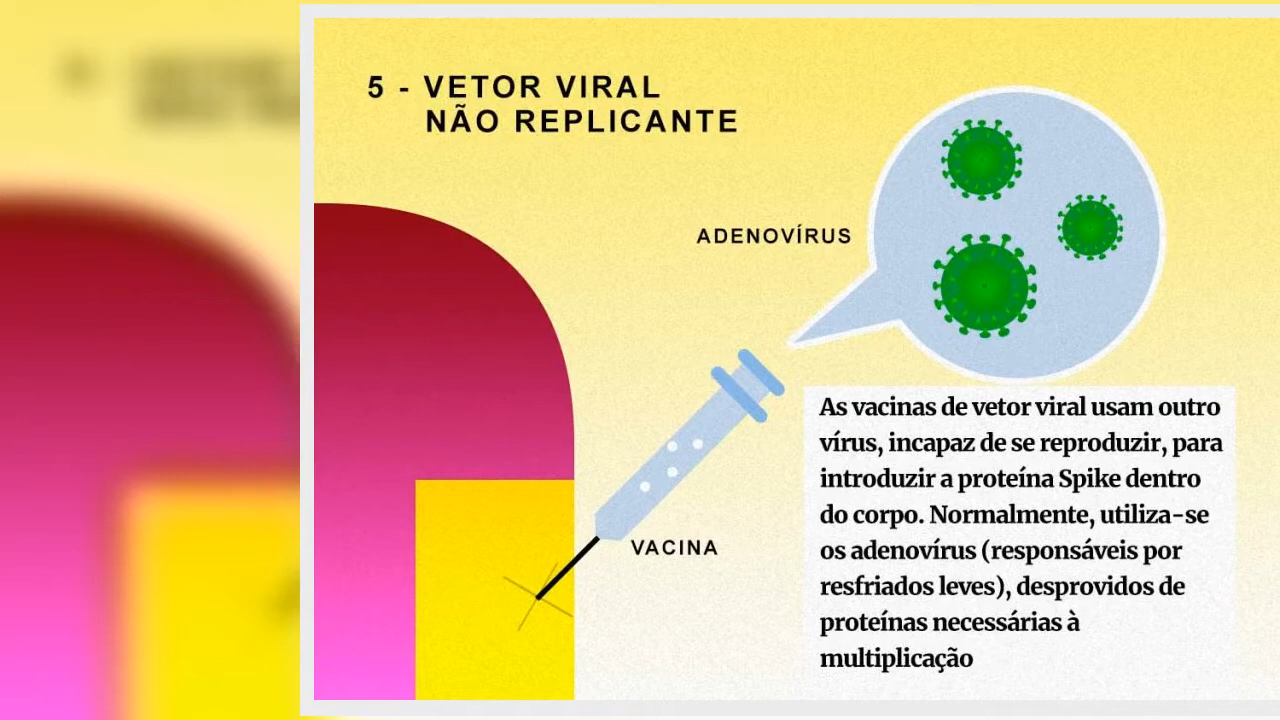 5 - VETOR VIRAL
NÃO REPLICANTE
ADENOVÍRUS
As vacinas de vetor viral usam outro
vírus, incapaz de se reproduzir, para
introduzir a proteína Spike dentro
do corpo. Normalmente, utiliza-se
os adenovírus (responsáveis por
resfriados leves), desprovidos de
proteínas necessárias à
multiplicação
VACINA